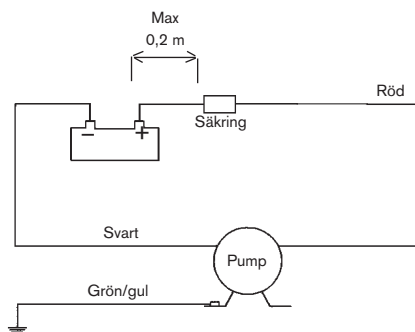 Max
0,2 m
Röd
Säkring
− +
Svart
Pump
Grön/gul